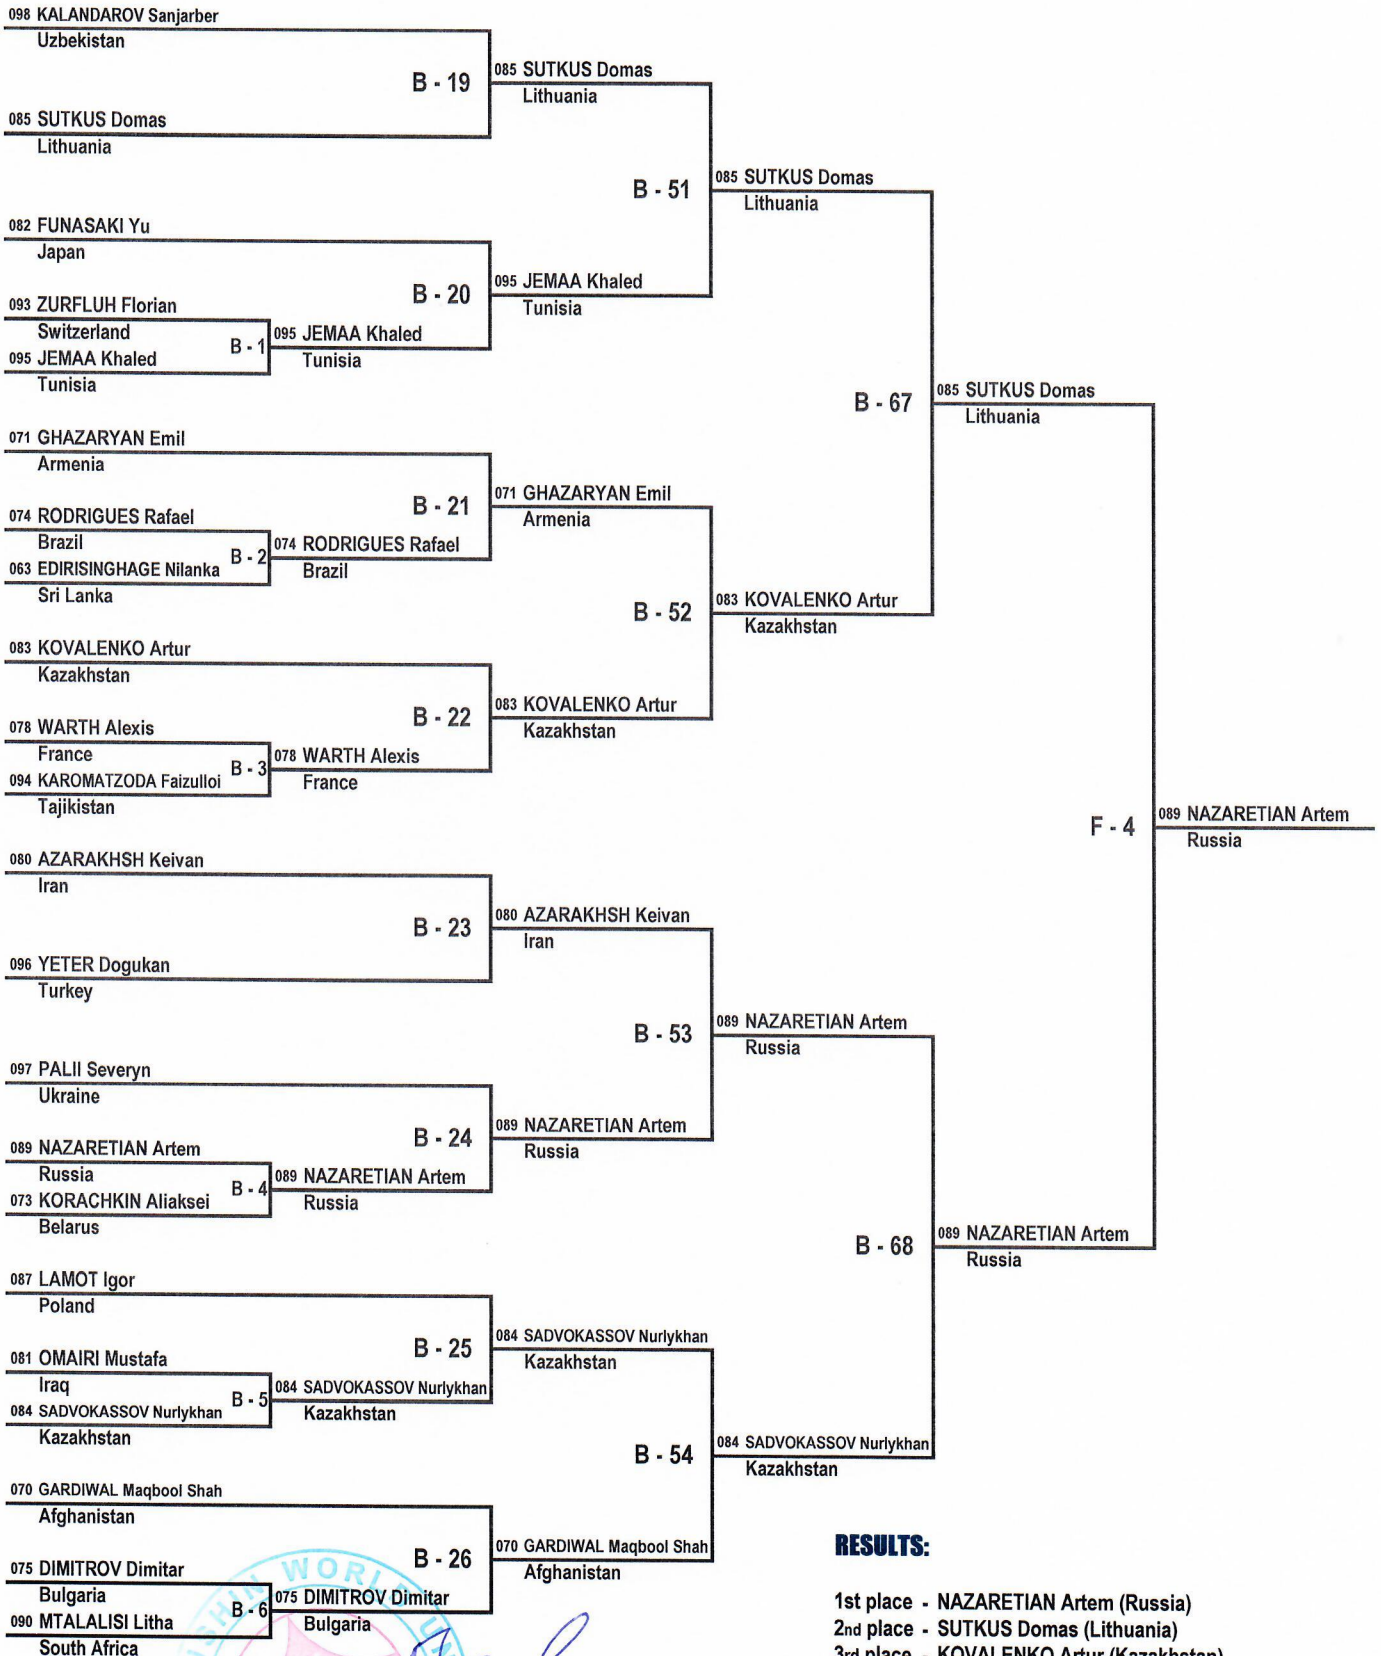 098 KALANDAROV Sanjarber
Uzbekistan
B - 19
085 SUTKUS Domas
Lithuania
085 SUTKUS Domas
Lithuania
B - 51
085 SUTKUS Domas
Lithuania
082 FUNASAKI Yu
Japan
B - 20
095 JEMAA Khaled
Tunisia
093 ZURFLUH Florian
Switzerland
B - 1
095 JEMAA Khaled
Tunisia
095 JEMAA Khaled
Tunisia
B - 67
085 SUTKUS Domas
Lithuania
071 GHAZARYAN Emil
Armenia
B - 21
071 GHAZARYAN Emil
Armenia
074 RODRIGUES Rafael
Brazil
B - 2
074 RODRIGUES Rafael
Brazil
063 EDIRISINGHAGE Nilanka
Sri Lanka
B - 52
083 KOVALENKO Artur
Kazakhstan
083 KOVALENKO Artur
Kazakhstan
B - 22
083 KOVALENKO Artur
Kazakhstan
078 WARTH Alexis
France
B - 3
078 WARTH Alexis
France
094 KAROMATZODA Faizulloi
Tajikistan
F - 4
089 NAZARETIAN Artem
Russia
080 AZARAKHSH Keivan
Iran
B - 23
080 AZARAKHSH Keivan
Iran
096 YETER Dogukan
Turkey
B - 53
089 NAZARETIAN Artem
Russia
097 PALII Severyn
Ukraine
B - 24
089 NAZARETIAN Artem
Russia
089 NAZARETIAN Artem
Russia
B - 4
089 NAZARETIAN Artem
Russia
073 KORACHKIN Aliaksei
Belarus
B - 68
089 NAZARETIAN Artem
Russia
087 LAMOT Igor
Poland
B - 25
084 SADVOKASSOV Nurlykhan
Kazakhstan
081 OMAIRI Mustafa
Iraq
B - 5
084 SADVOKASSOV Nurlykhan
Kazakhstan
084 SADVOKASSOV Nurlykhan
Kazakhstan
B - 54
084 SADVOKASSOV Nurlykhan
Kazakhstan
070 GARDIWAL Maqbool Shah
Afghanistan
B - 26
070 GARDIWAL Maqbool Shah
Afghanistan
075 DIMITROV Dimitar
Bulgaria
B - 6
075 DIMITROV Dimitar
Bulgaria
090 MTALALISI Litha
South Africa
WORLD
RESULTS:
1st place - NAZARETIAN Artem (Russia)
2nd place - SUTKUS Domas (Lithuania)
3rd place - KOVALENKO Artur (Kazakhstan)